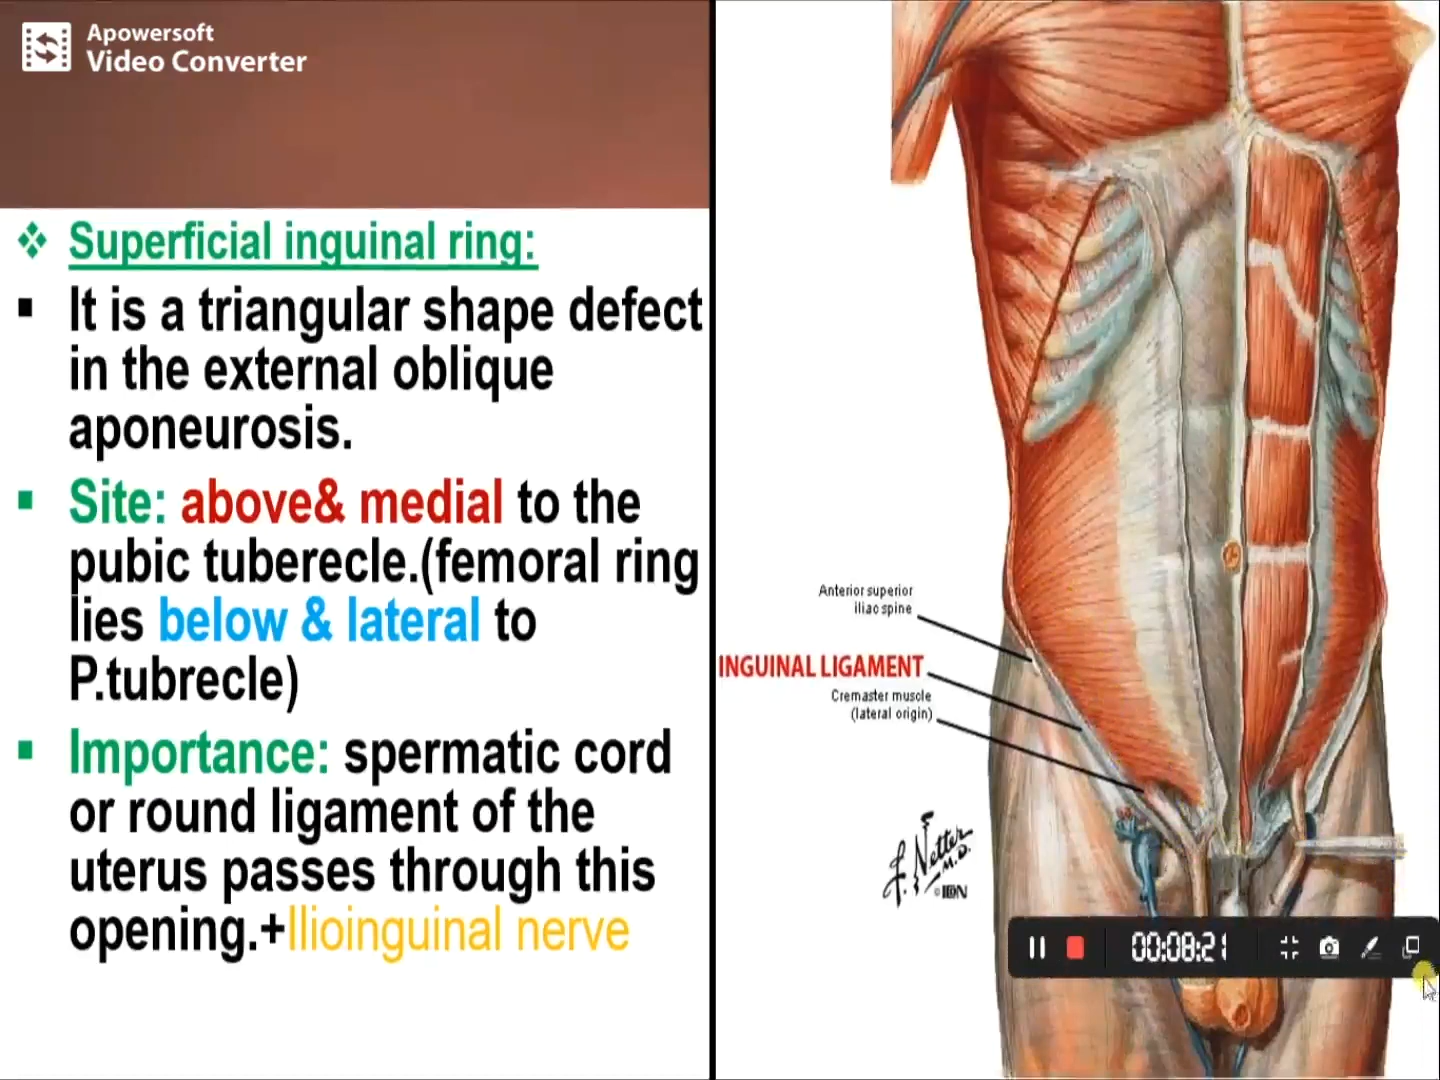 Apowersoft
Video Converter
❖ Superficial inguinal ring:
▪ It is a triangular shape defect
in the external oblique
aponeurosis.
▪ Site: above& medial to the
pubic tuberecle.(femoral ring
lies below & lateral to
P.tubrecle)
▪ Importance: spermatic cord
or round ligament of the
uterus passes through this
opening.+Ilioinguinal nerve
Anterior superior
iliac spine
INGUINAL LIGAMENT
Cremaster muscle
(lateral origin)
F. Netter
M.D.
©ICON
00:08:21